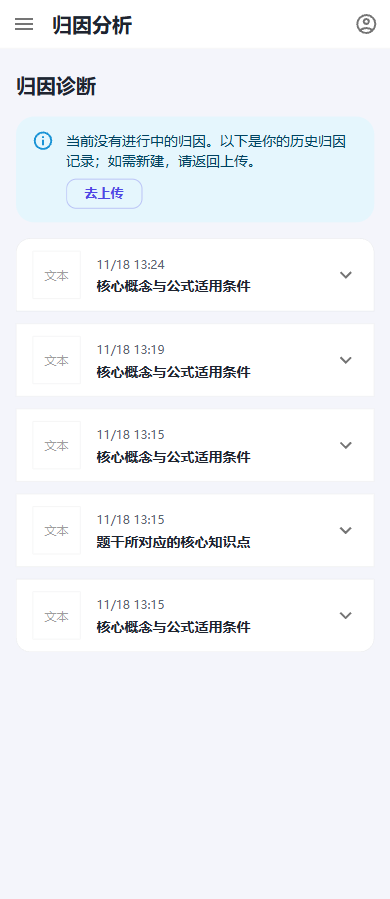 归因分析
归因诊断
当前没有进行中的归因。以下是你的历史归因
记录；如需新建，请返回上传。
去上传
文本
11/18 13:24
核心概念与公式适用条件
文本
11/18 13:19
核心概念与公式适用条件
文本
11/18 13:15
核心概念与公式适用条件
文本
11/18 13:15
题干所对应的核心知识点
文本
11/18 13:15
核心概念与公式适用条件